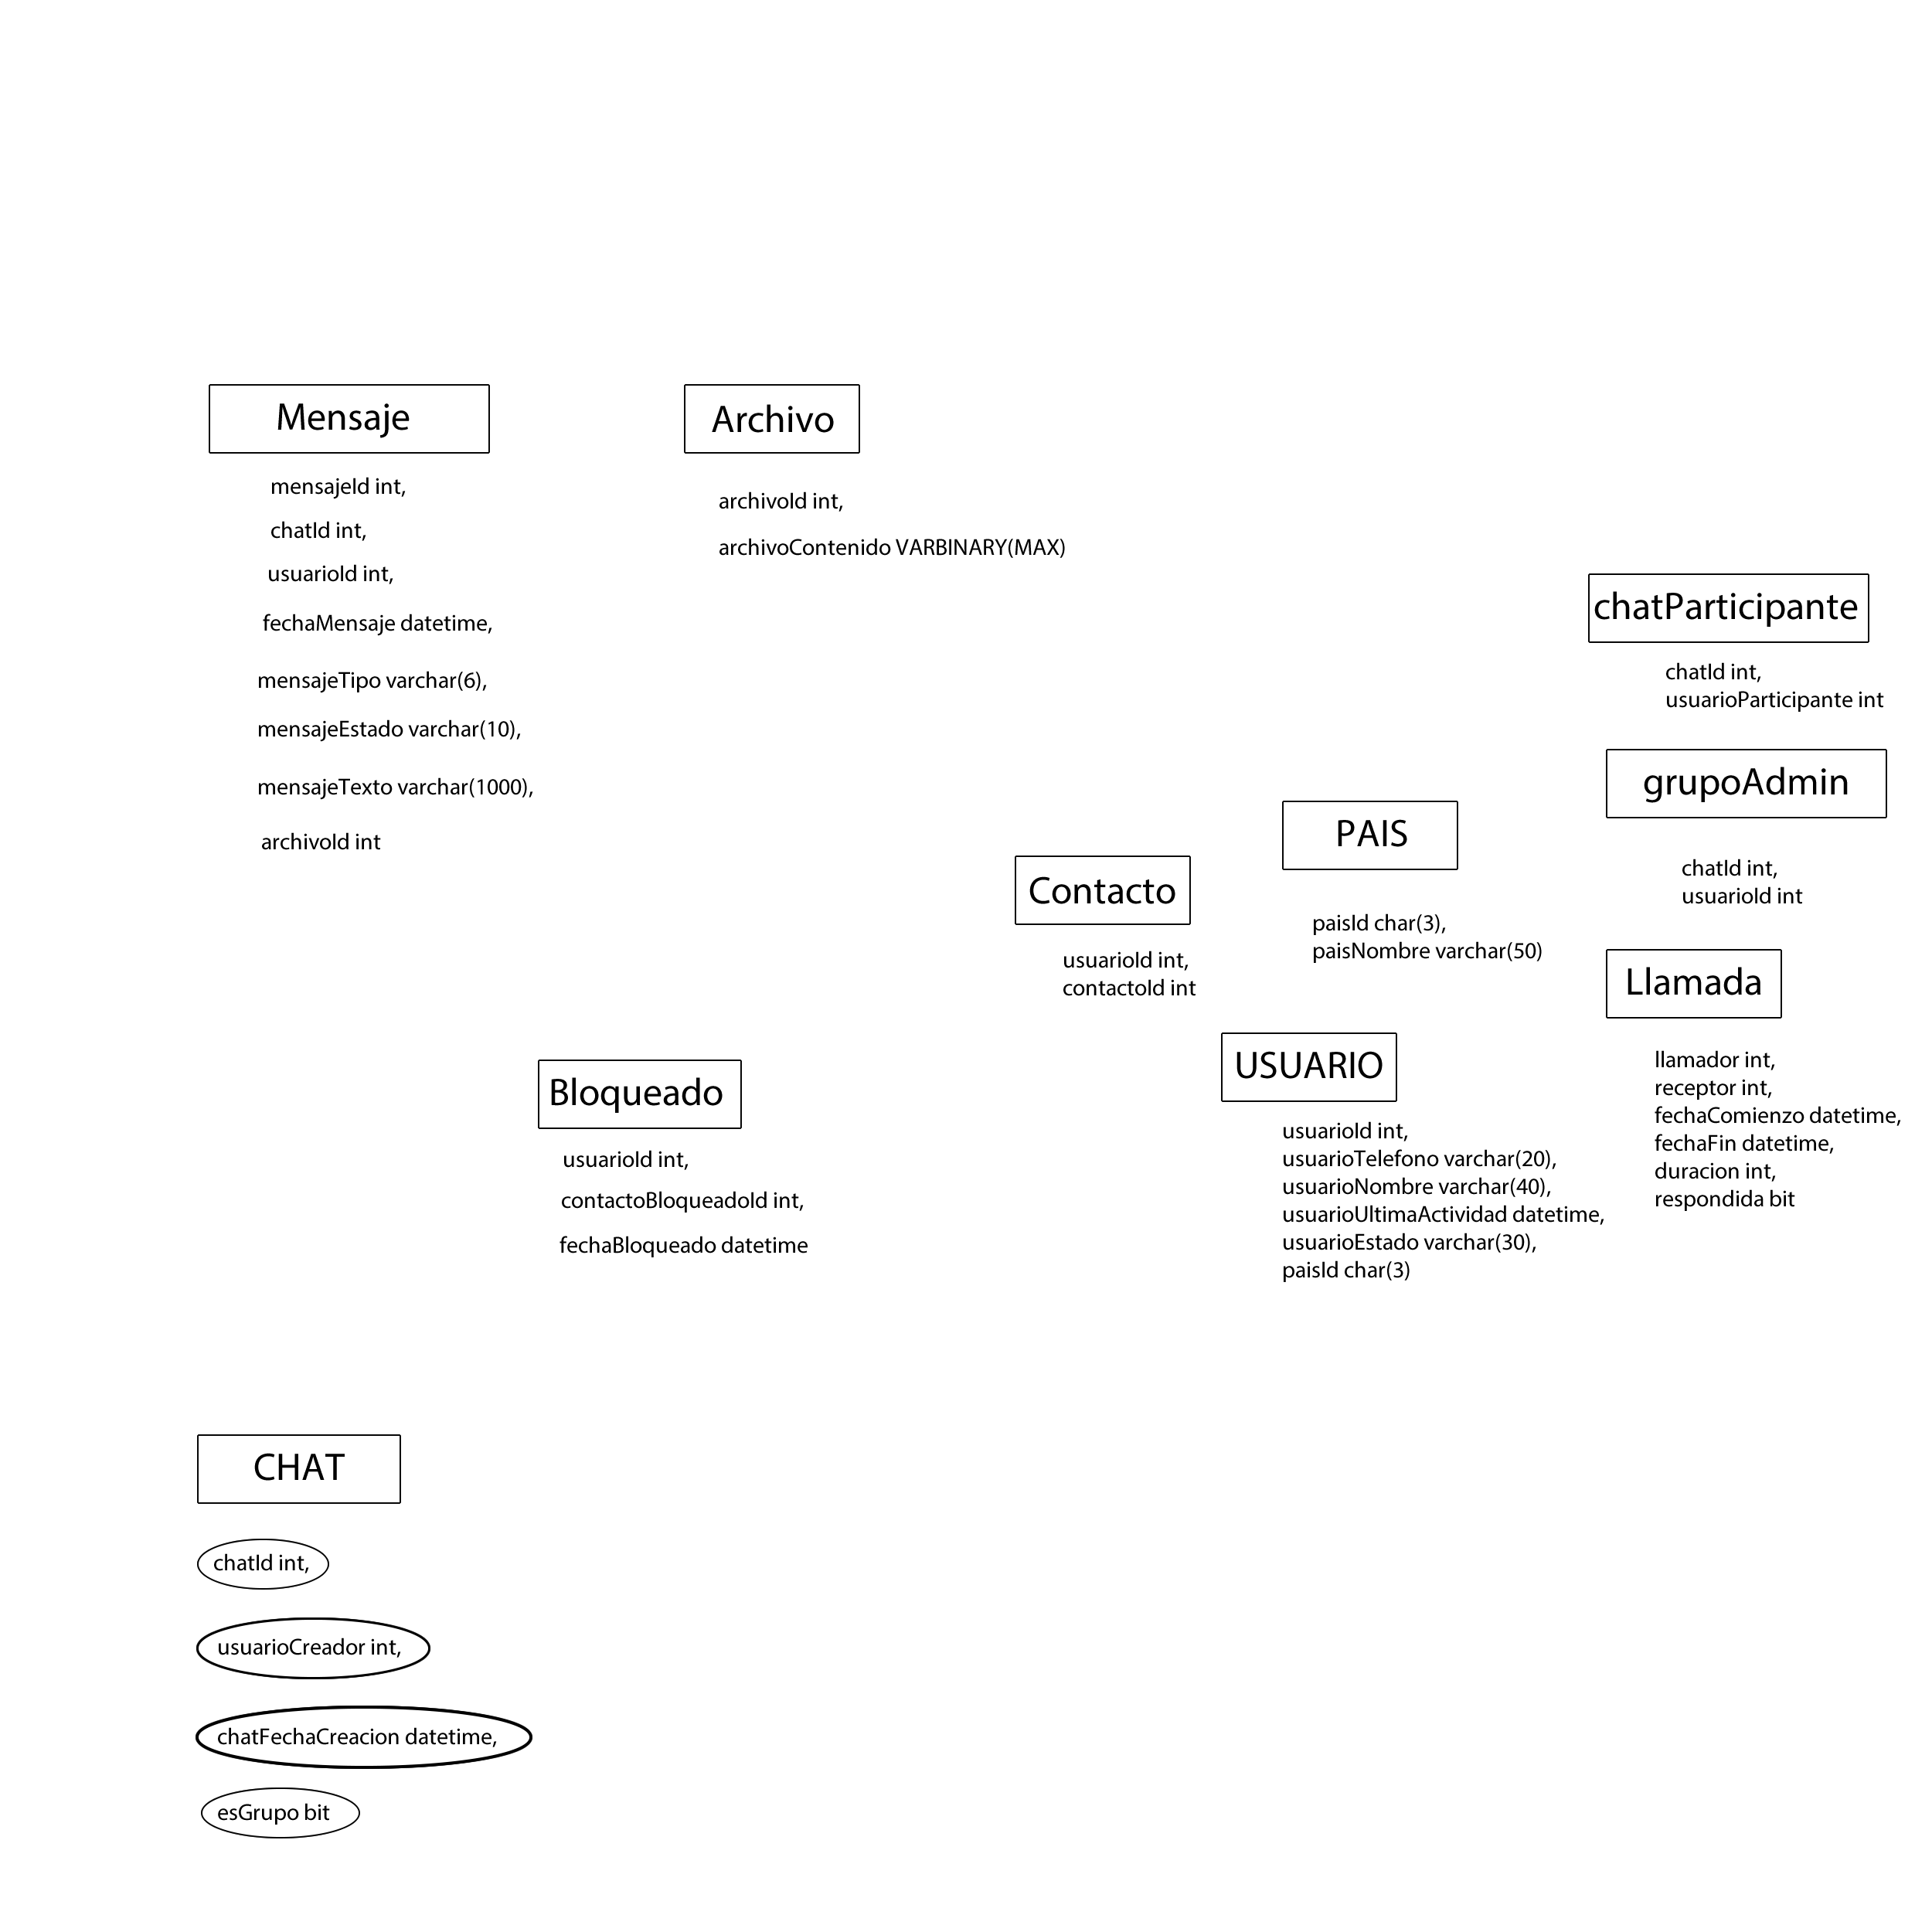 Mensaje
mensajeId int,
chatId int,
usuarioId int,
fechaMensaje datetime,
mensajeTipo varchar(6),
mensajeEstado varchar(10),
mensajeTexto varchar(1000),
archivoId int
Archivo
archivoId int,
archivoContenido VARBINARY(MAX)
chatParticipante
chatId int,
usuarioParticipante int
grupoAdmin
chatId int,
usuarioId int
PAIS
paisId char(3),
paisNombre varchar(50)
Contacto
usuarioId int,
contactoId int
Llamada
llamador int,
receptor int,
fechaComienzo datetime,
fechaFin datetime,
duracion int,
respondida bit
USUARIO
usuarioId int,
usuarioTelefono varchar(20),
usuarioNombre varchar(40),
usuarioUltimaActividad datetime,
usuarioEstado varchar(30),
paisId char(3)
Bloqueado
usuarioId int,
contactoBloqueadoId int,
fechaBloqueado datetime
CHAT
chatId int,
usuarioCreador int,
chatFechaCreacion datetime,
esGrupo bit